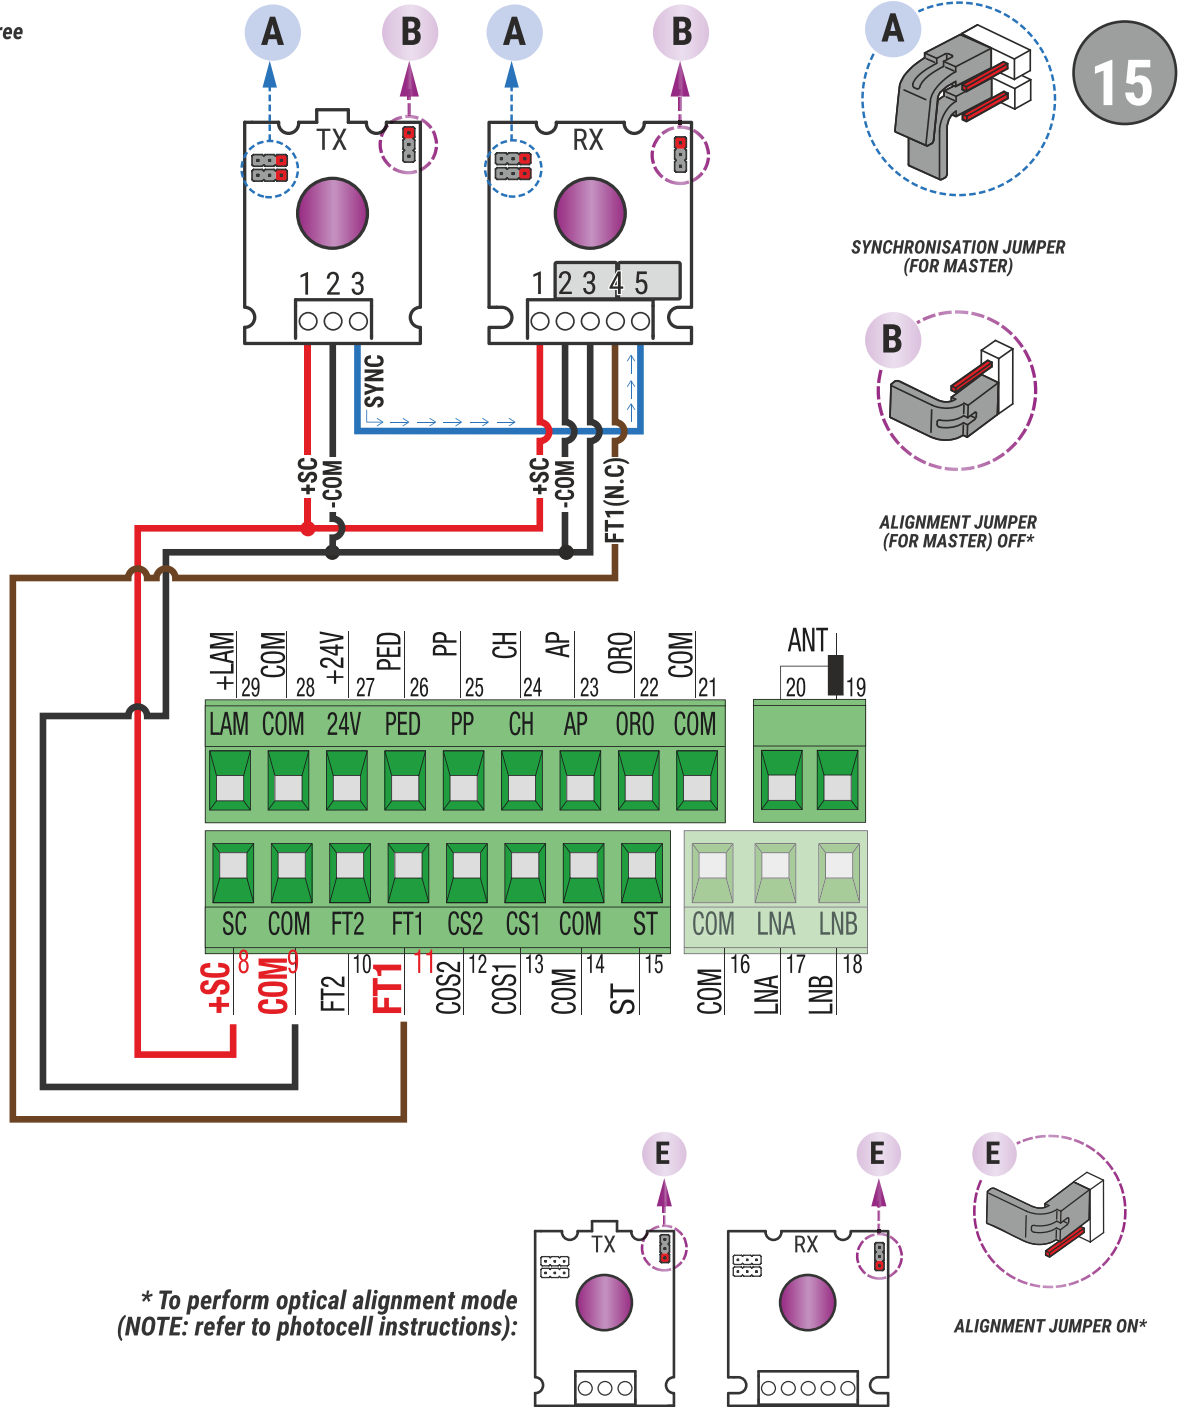 ree
A B A B
A
15
TX RX
SYNCHRONISATION JUMPER
(FOR MASTER)
1 2 3
1 2 3 4 5
B
SYNC
+SC -COM +SC -COM FT1(N.C)
ALIGNMENT JUMPER
(FOR MASTER) OFF*
+LAM COM +24V PED PP CH AP ORO COM
ANT
29 28 27 26 25 24 23 22 21
20 19
LAM COM 24V PED PP CH AP ORO COM
SC COM FT2 FT1 CS2 CS1 COM ST
COM LNA LNB
8 9 10 11 12 13 14 15 16 17 18
+SC COM FT2 FT1 COS2 COS1 COM ST COM LNA LNB
E E E
TX RX
* To perform optical alignment mode
(NOTE: refer to photocell instructions):
ALIGNMENT JUMPER ON*